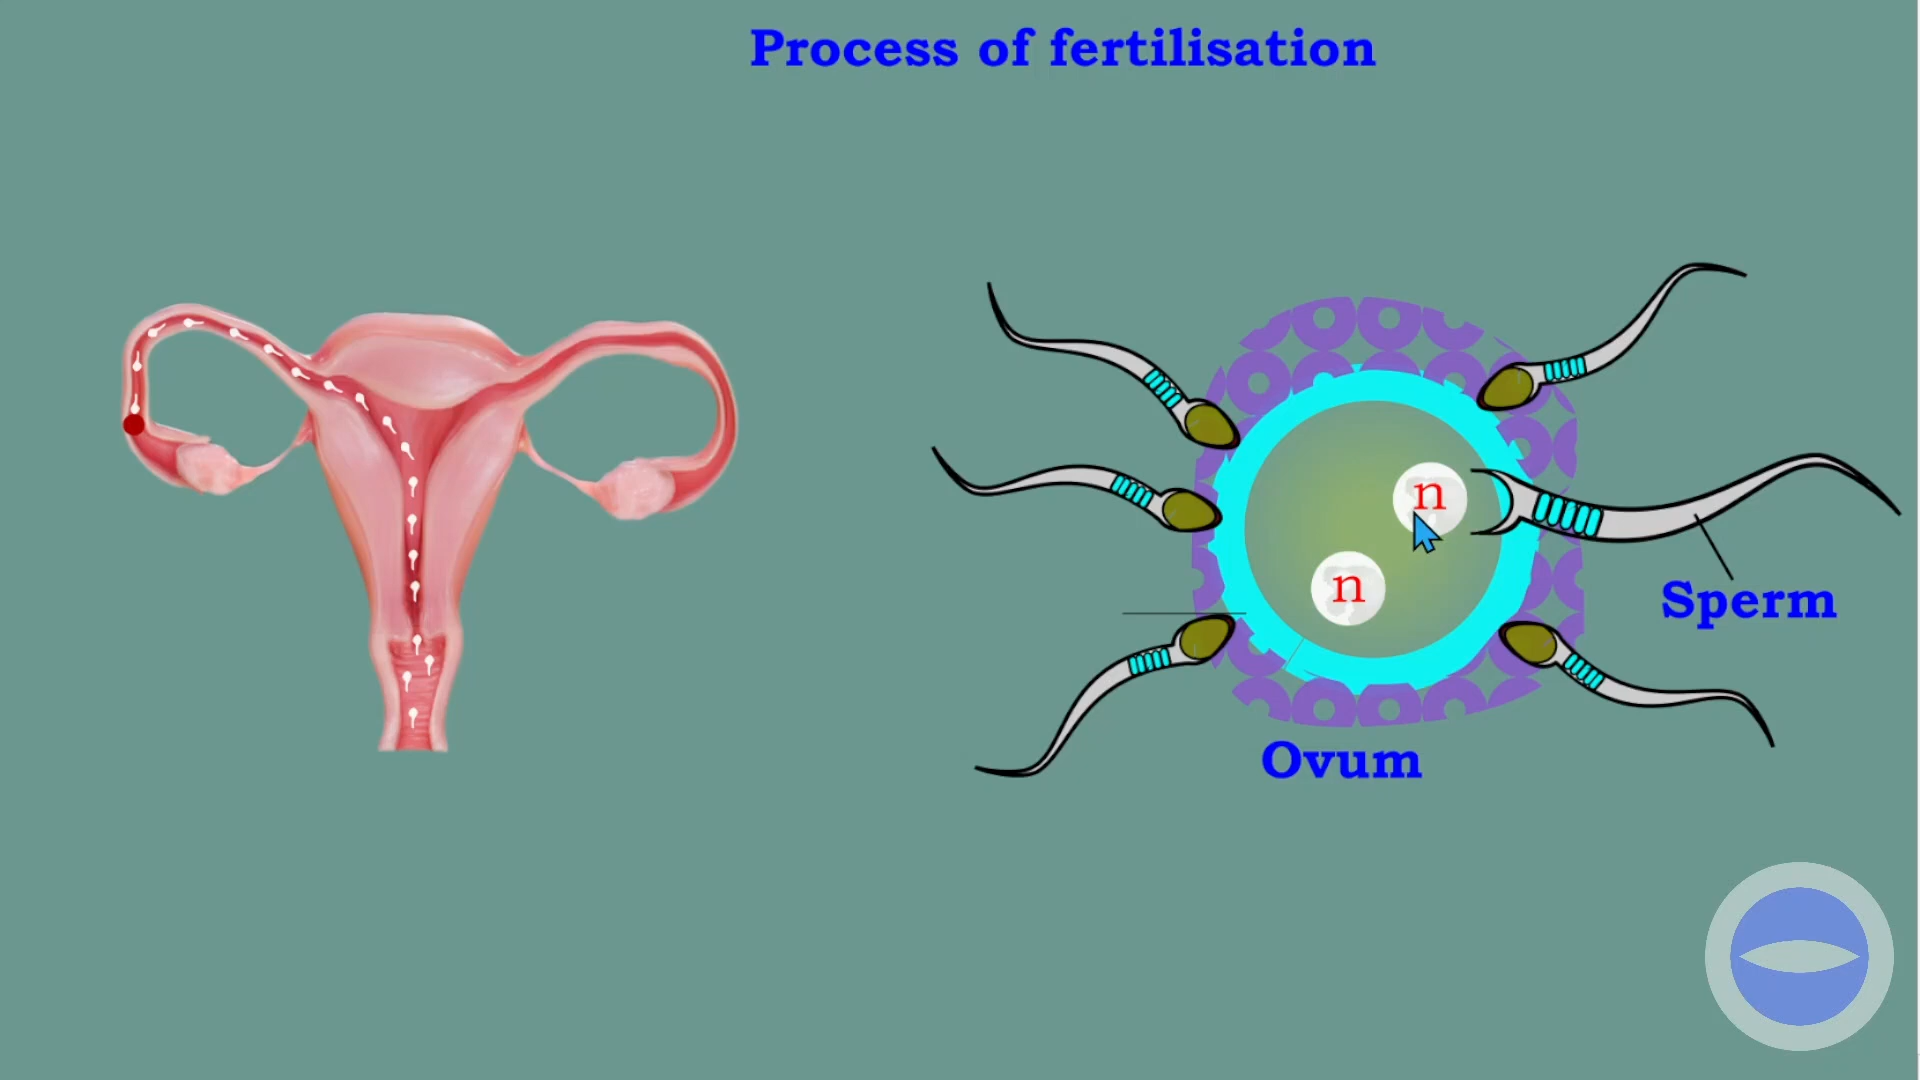 Process of fertilisation
n
n
Sperm
Ovum